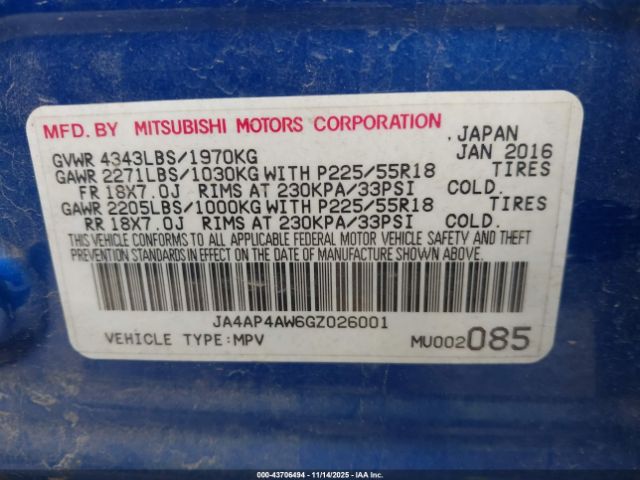 MFD. BY MITSUBISHI MOTORS CORPORATION , JAPAN
GVWR 4343LBS/1970KG JAN 2016
GAWR 2271LBS/1030KG WITH P225/55R18 TIRES
FR 18X7.0J RIMS AT 230KPA/33PSI COLD.
GAWR 2205LBS/1000KG WITH P225/55R18 TIRES
RR 18X7.0J RIMS AT 230KPA/33PSI COLD.
THIS VEHICLE CONFORMS TO ALL APPLICABLE FEDERAL MOTOR VEHICLE SAFETY AND THEFT
PREVENTION STANDARDS IN EFFECT ON THE DATE OF MANUFACTURE SHOWN ABOVE.
JA4AP4AW6GZ026001
VEHICLE TYPE:MPV MU002085
© - 43706494 - 11/14/2025 - IAA Inc.